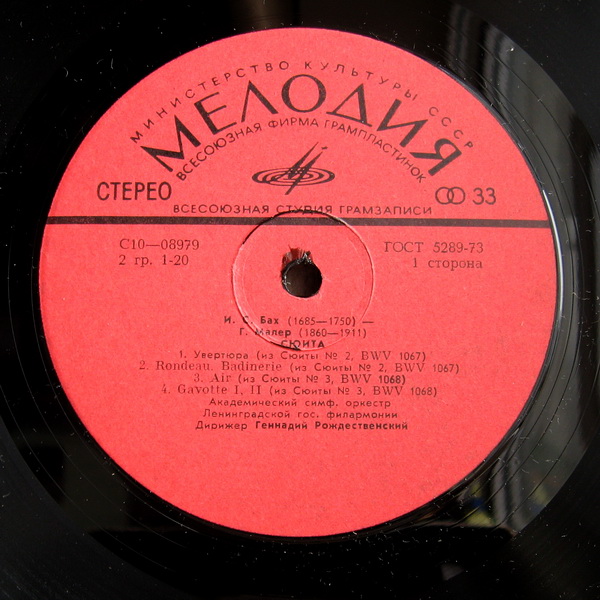 МИНИСТЕРСТВО КУЛЬТУРЫ СССР
МЕЛОДИЯ
ВСЕСОЮЗНАЯ ФИРМА ГРАМПЛАСТИНОК
СТЕРЕО
33
ВСЕСОЮЗНАЯ СТУДИЯ ГРАМЗАПИСИ
С10—08979
ГОСТ 5289-73
2 гр. 1-20
1 сторона
И. С. Бах (1685—1750) —
Г. Малер (1860—1911)
СЮИТА
1. Увертюра (из Сюиты № 2, BWV 1067)
2. Rondeau, Badinerie (из Сюиты № 2, BWV 1067)
3. Air (из Сюиты № 3, BWV 1068)
4. Gavotte I, II (из Сюиты № 3, BWV 1068)
Академический симф. оркестр
Ленинградской гос. филармонии
Дирижер Геннадий Рождественский